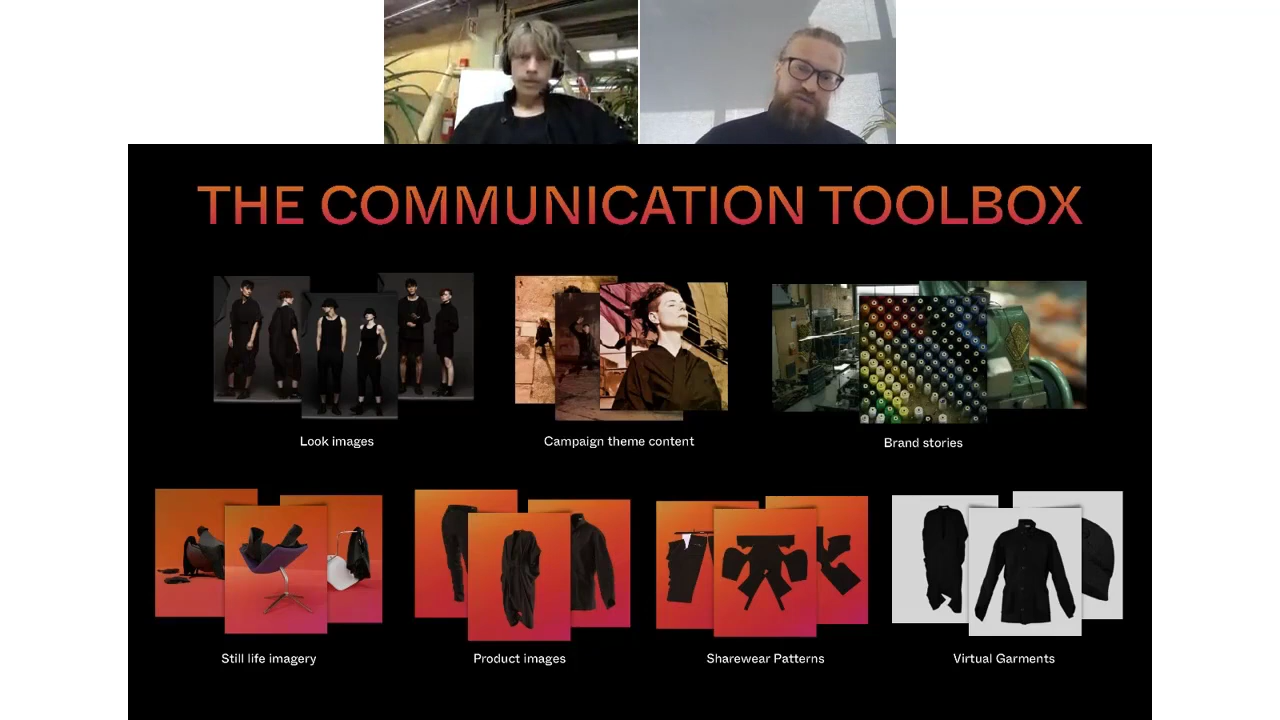 THE COMMUNICATION TOOLBOX
Look images
Campaign theme content
Brand stories
Still life imagery
Product images
Sharewear Patterns
Virtual Garments